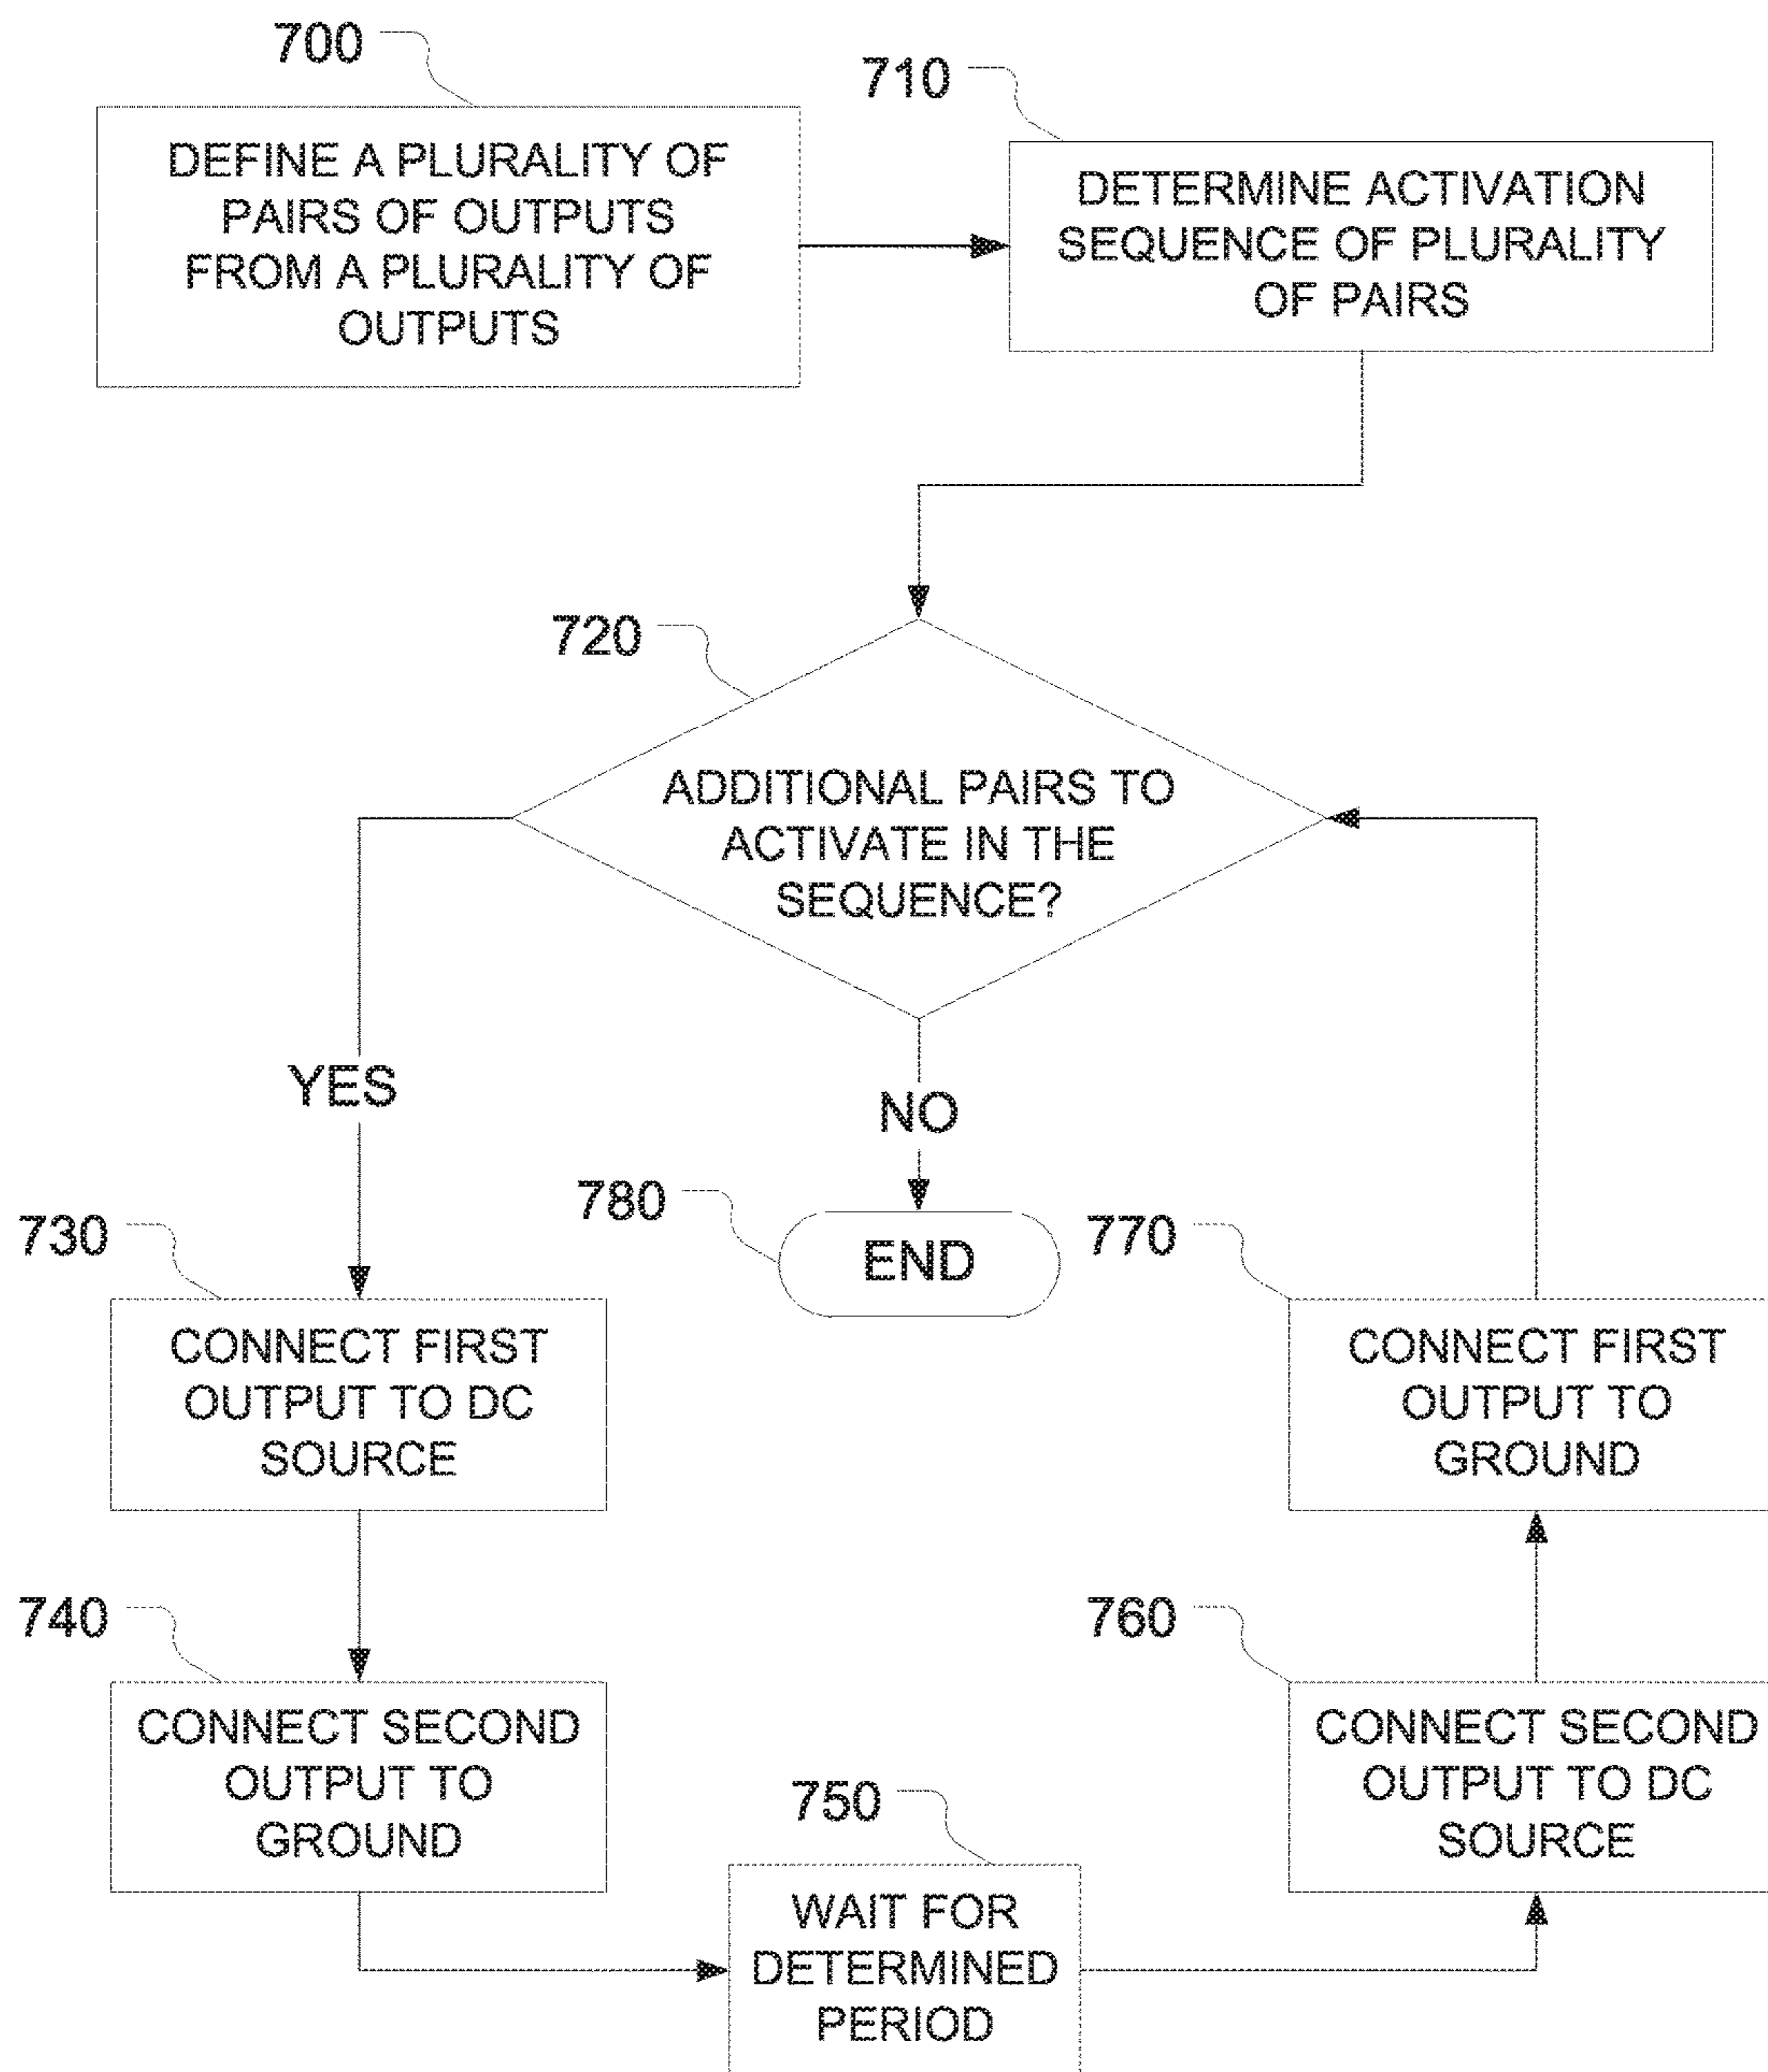 700
DEFINE A PLURALITY OF
PAIRS OF OUTPUTS
FROM A PLURALITY OF
OUTPUTS
710
DETERMINE ACTIVATION
SEQUENCE OF PLURALITY
OF PAIRS
720
ADDITIONAL PAIRS TO
ACTIVATE IN THE
SEQUENCE?
YES
NO
780
END
730
CONNECT FIRST
OUTPUT TO DC
SOURCE
740
CONNECT SECOND
OUTPUT TO
GROUND
750
WAIT FOR
DETERMINED
PERIOD
760
CONNECT SECOND
OUTPUT TO DC
SOURCE
770
CONNECT FIRST
OUTPUT TO
GROUND